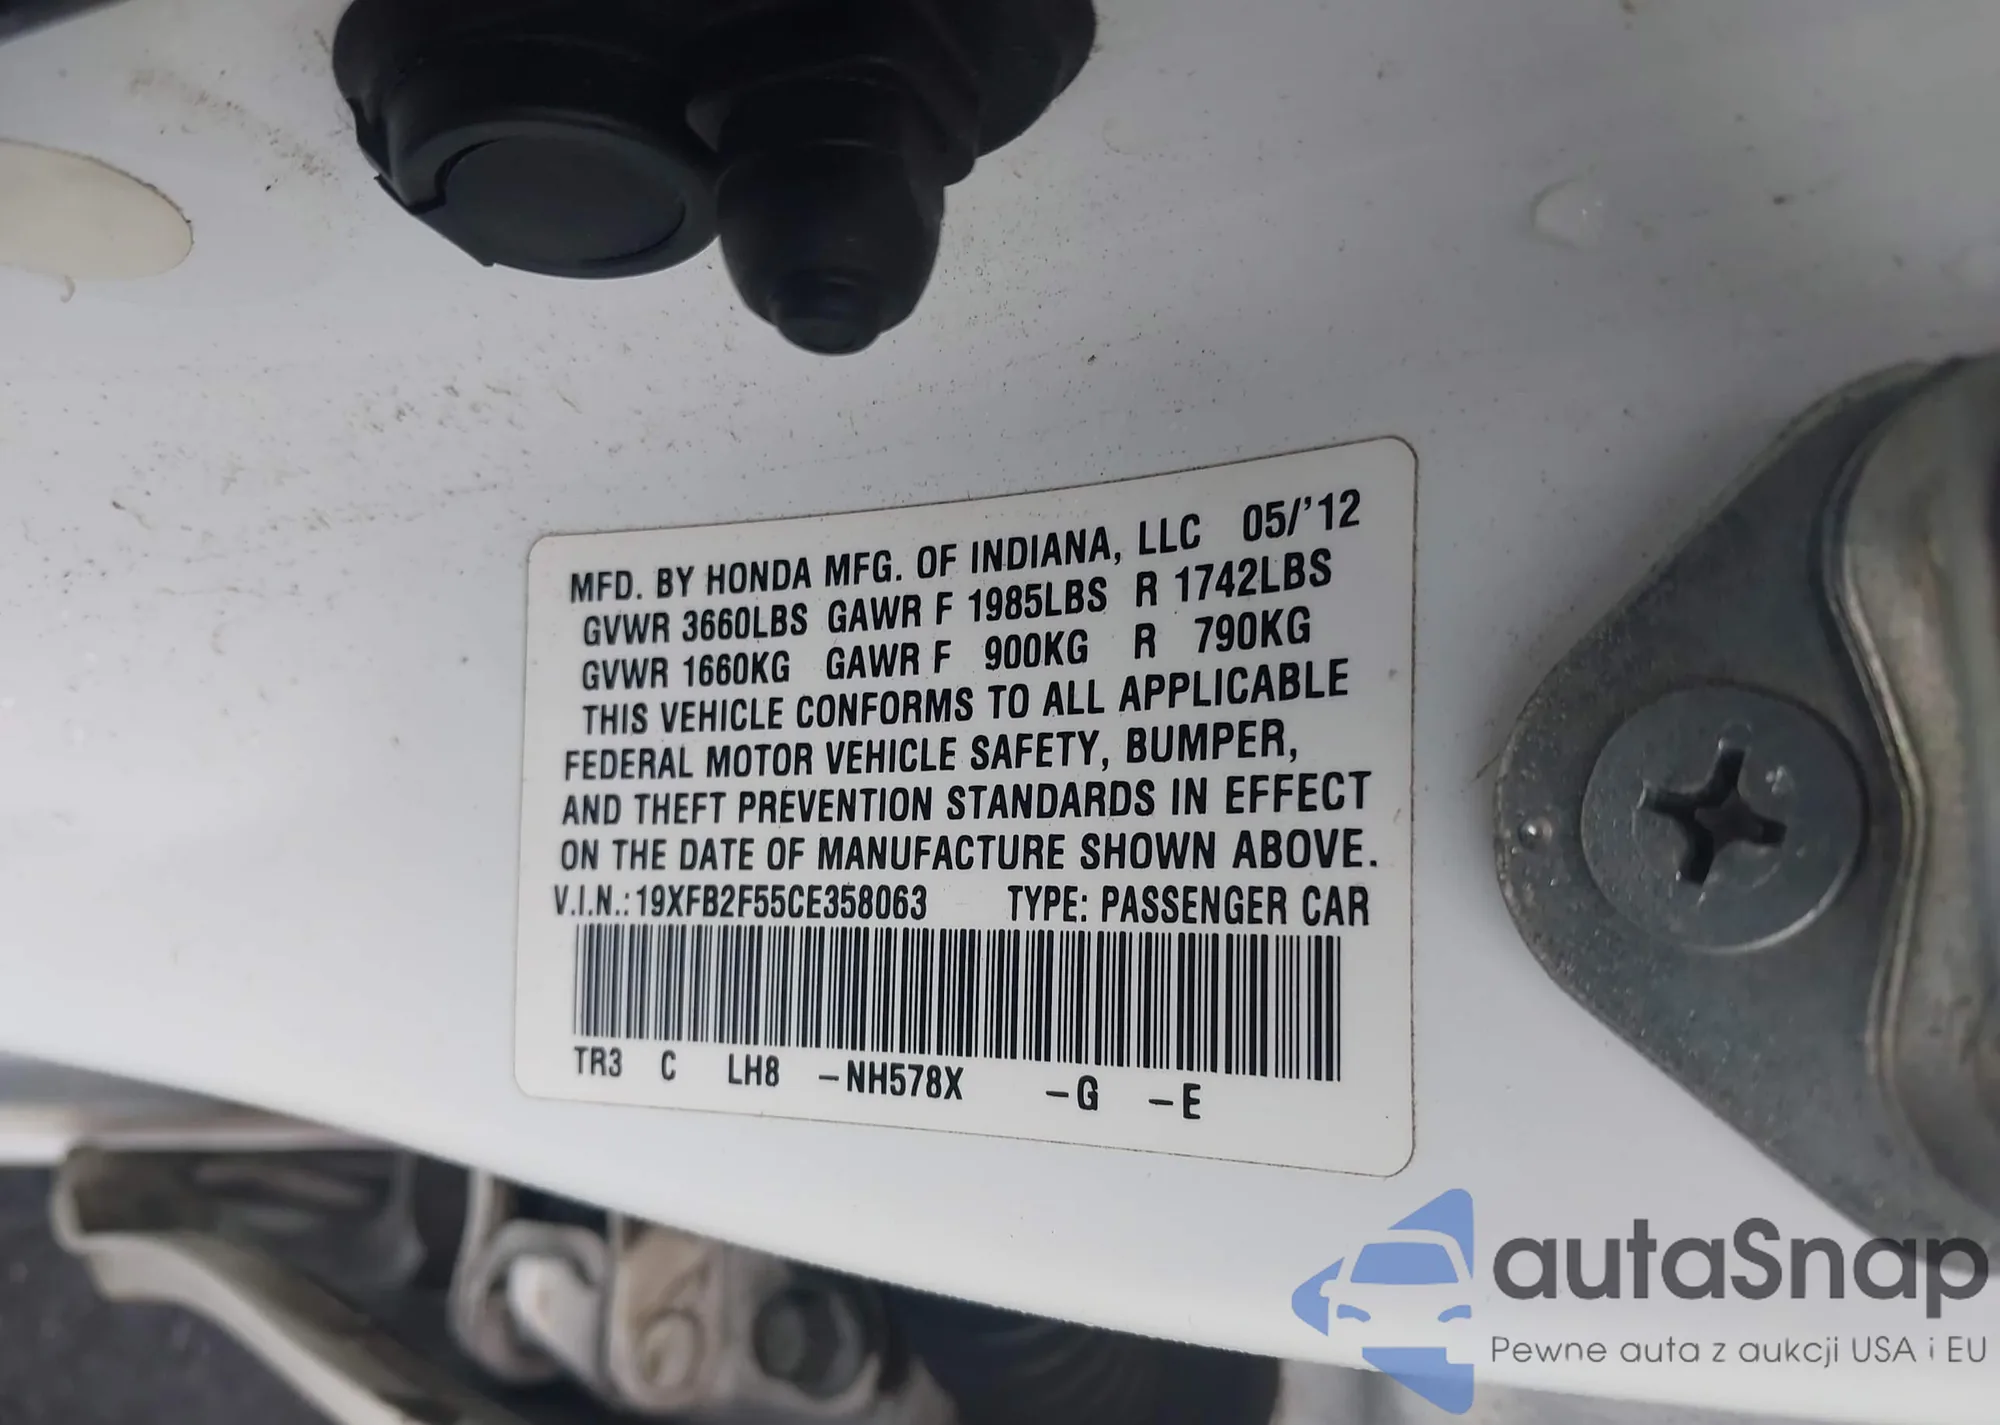 MFD. BY HONDA MFG. OF INDIANA, LLC 05/'12
GVWR 3660LBS GAWR F 1985LBS R 1742LBS
GVWR 1660KG GAWR F 900KG R 790KG
THIS VEHICLE CONFORMS TO ALL APPLICABLE
FEDERAL MOTOR VEHICLE SAFETY, BUMPER,
AND THEFT PREVENTION STANDARDS IN EFFECT
ON THE DATE OF MANUFACTURE SHOWN ABOVE.
V.I.N.: 19XFB2F55CE358063 TYPE: PASSENGER CAR
TR3 C LH8 -NH578X -G -E
autaSnap
Pewne auta z aukcji USA i EU